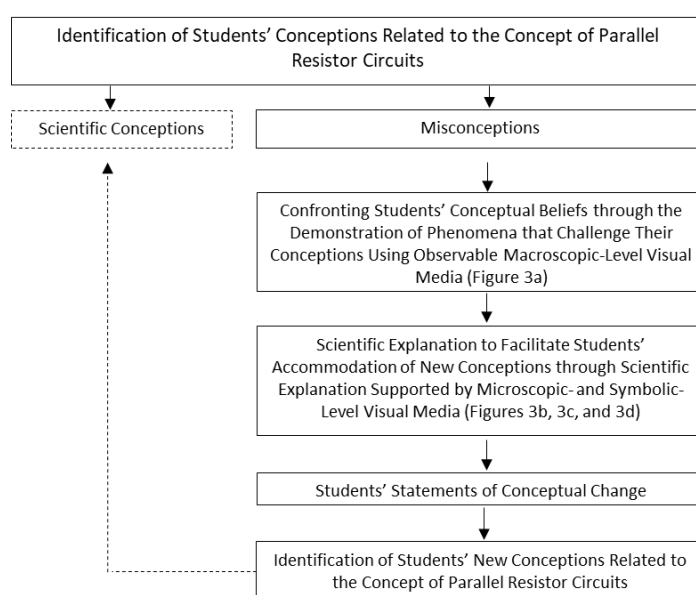 Identification of Students’ Conceptions Related to the Concept of Parallel
Resistor Circuits
Scientific Conceptions
Misconceptions
Confronting Students’ Conceptual Beliefs through the
Demonstration of Phenomena that Challenge Their
Conceptions Using Observable Macroscopic-Level Visual
Media (Figure 3a)
Scientific Explanation to Facilitate Students’
Accommodation of New Conceptions through Scientific
Explanation Supported by Microscopic- and Symbolic-
Level Visual Media (Figures 3b, 3c, and 3d)
Students’ Statements of Conceptual Change
Identification of Students’ New Conceptions Related to
the Concept of Parallel Resistor Circuits